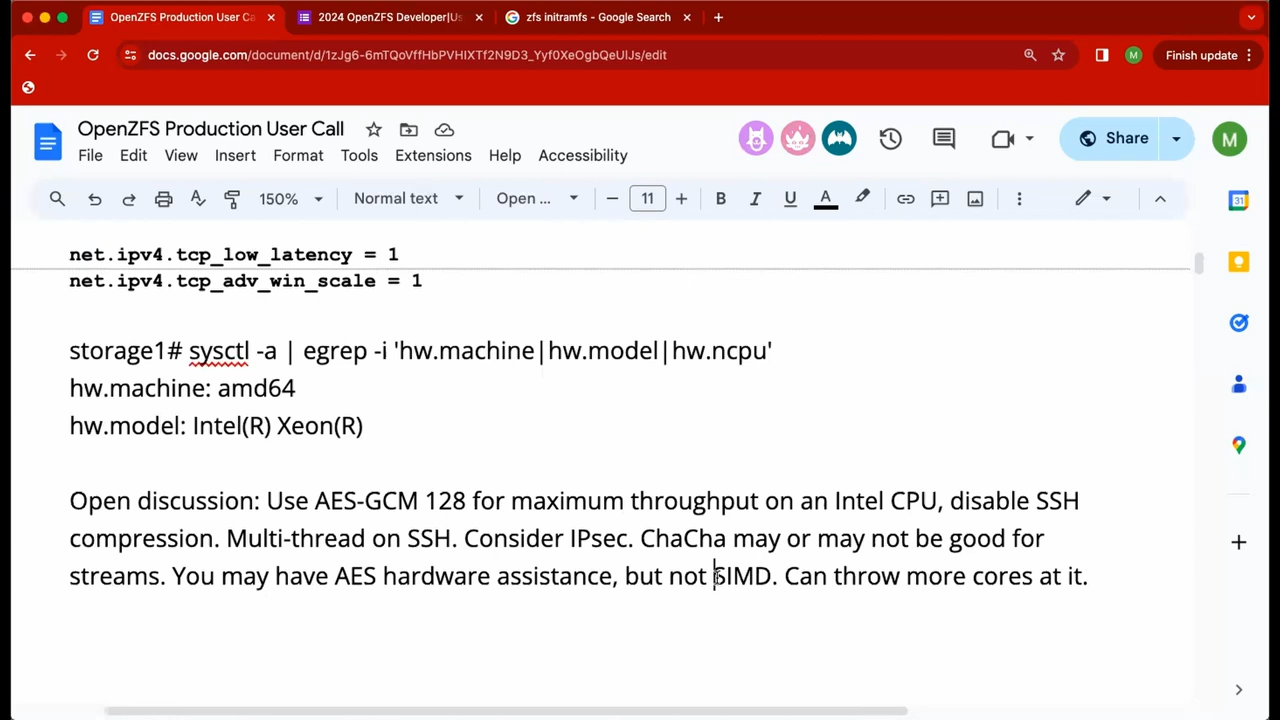 OpenZFS Production User Ca
2024 OpenZFS Developer|Us
zfs initramfs - Google Search
docs.google.com/document/d/1zJg6-6mTQoVffHbPVHIXTf2N9D3_Yyf0XeOgbQeUlJs/edit
M
Finish update
OpenZFS Production User Call
Share
M
File Edit View Insert Format Tools Extensions Help Accessibility
150% Normal text Open ... 11 B I U A
31
net.ipv4.tcp_low_latency = 1
net.ipv4.tcp_adv_win_scale = 1
storage1# sysctl -a | egrep -i 'hw.machine|hw.model|hw.ncpu'
hw.machine: amd64
hw.model: Intel(R) Xeon(R)
Open discussion: Use AES-GCM 128 for maximum throughput on an Intel CPU, disable SSH
compression. Multi-thread on SSH. Consider IPsec. ChaCha may or may not be good for
streams. You may have AES hardware assistance, but not SIMD. Can throw more cores at it.